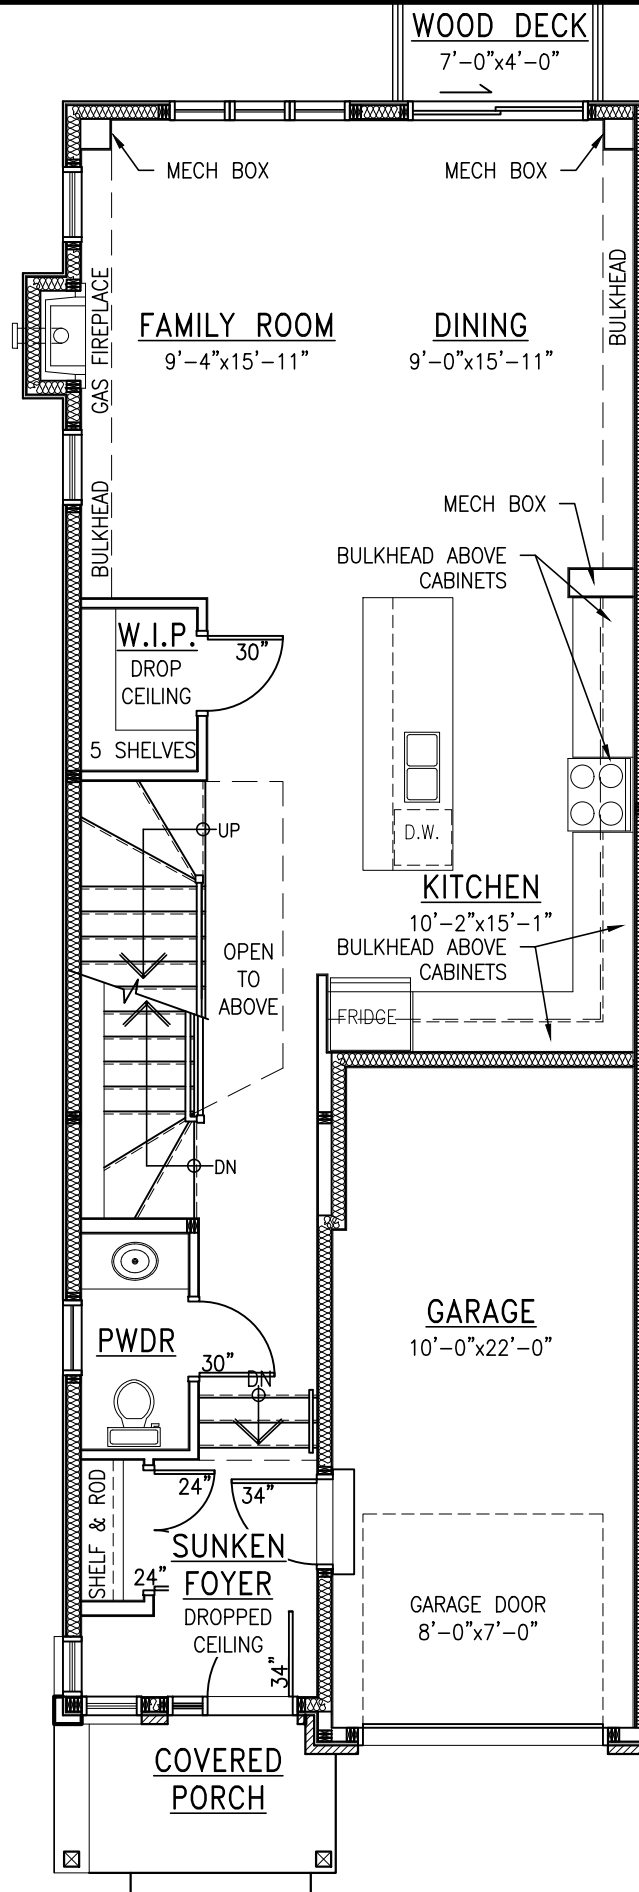 WOOD DECK
7'-0"x4'-0"
MECH BOX
MECH BOX
GAS FIREPLACE
FAMILY ROOM
9'-4"x15'-11"
DINING
9'-0"x15'-11"
BULKHEAD
BULKHEAD
MECH BOX
BULKHEAD ABOVE
CABINETS
W.I.P.
DROP
CEILING
30"
5 SHELVES
UP
D.W.
KITCHEN
10'-2"x15'-1"
BULKHEAD ABOVE
CABINETS
OPEN
TO
ABOVE
FRIDGE
DN
PWDR
30"
DN
GARAGE
10'-0"x22'-0"
SHELF & ROD
24"
34"
24"
SUNKEN
FOYER
DROPPED
CEILING
34"
GARAGE DOOR
8'-0"x7'-0"
COVERED
PORCH